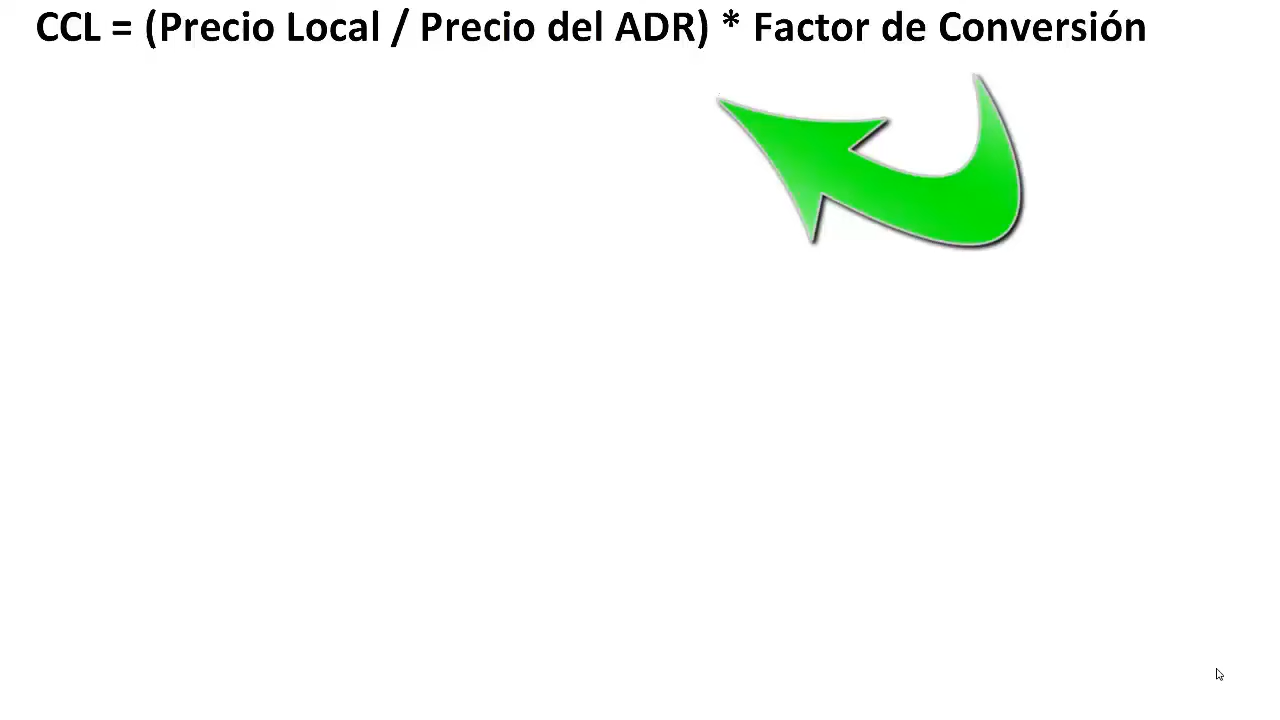 CCL = (Precio Local / Precio del ADR) * Factor de Conversión